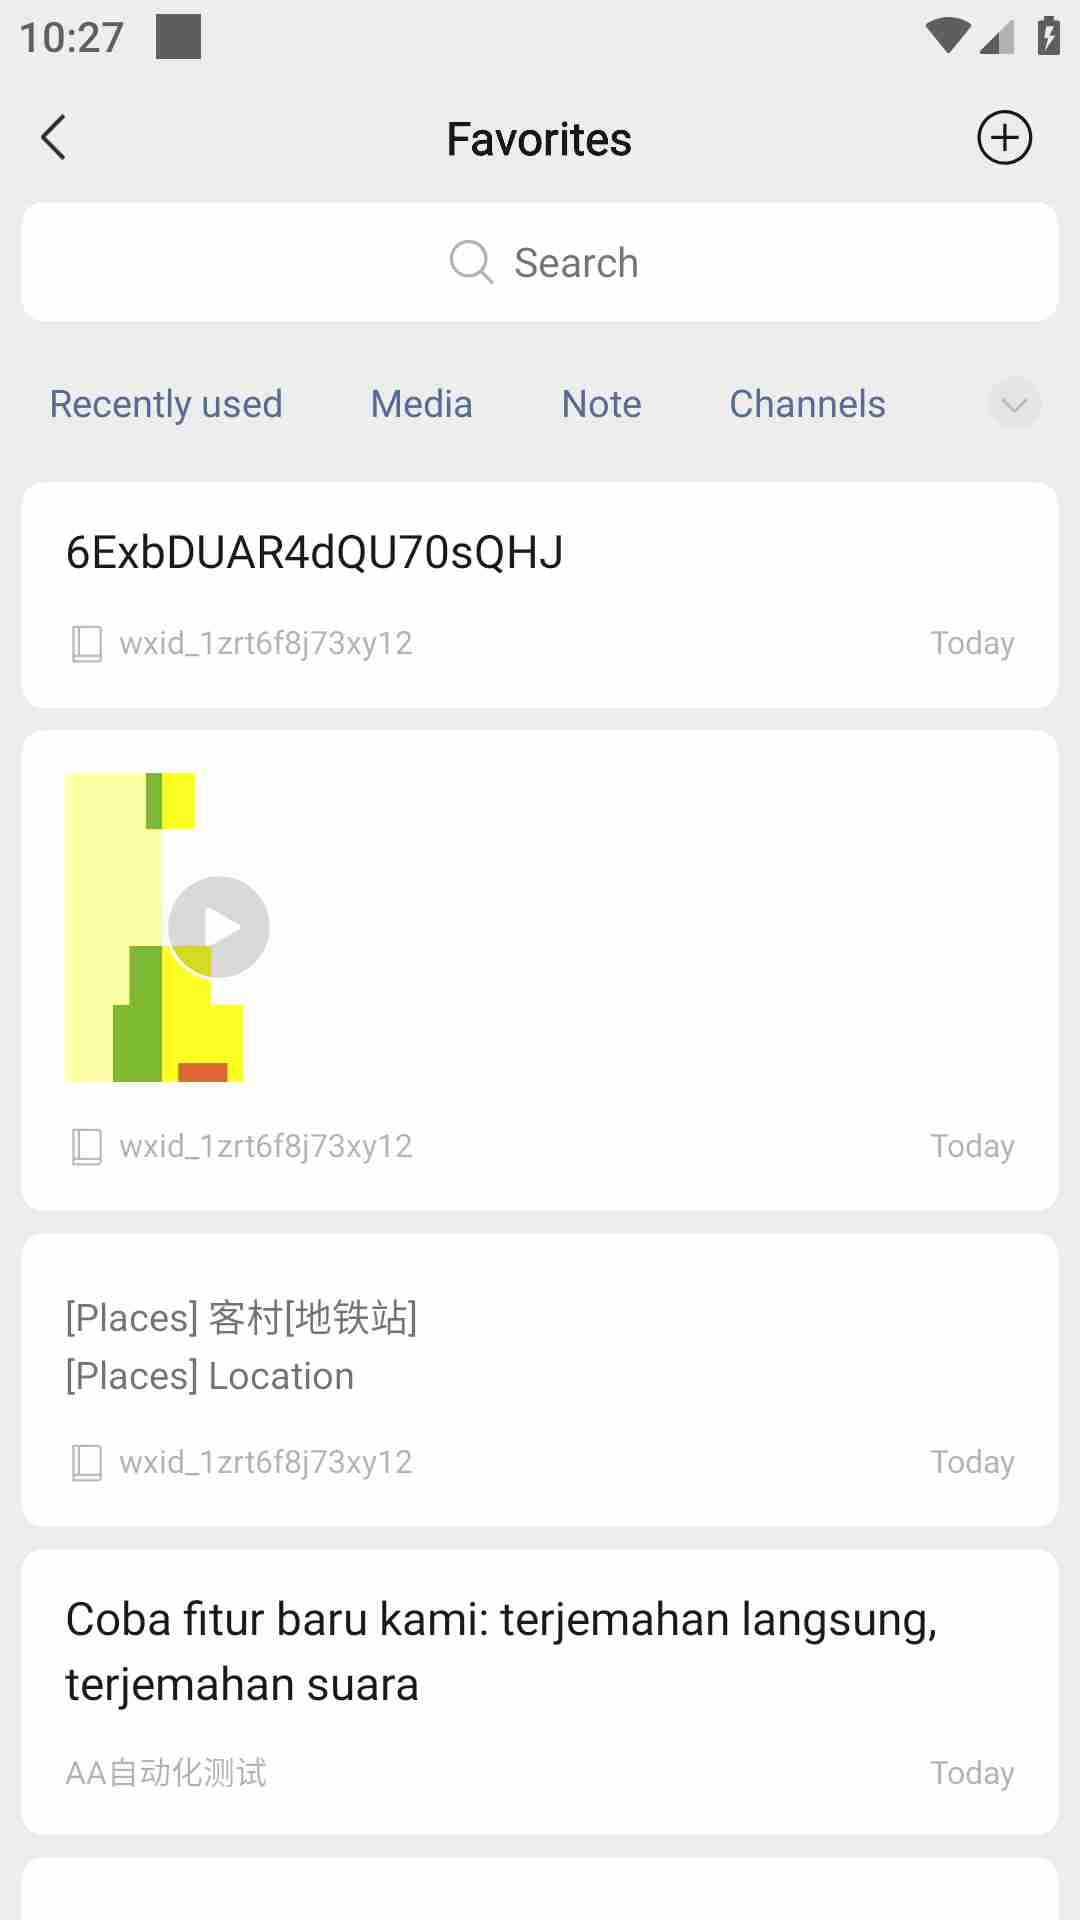 10:27
Favorites
Search
Recently used Media Note Channels
6ExbDUAR4dQU70sQHJ
wxid_1zrt6f8j73xy12 Today
wxid_1zrt6f8j73xy12 Today
[Places] 客村[地铁站]
[Places] Location
wxid_1zrt6f8j73xy12 Today
Coba fitur baru kami: terjemahan langsung,
terjemahan suara
AA自动化测试 Today